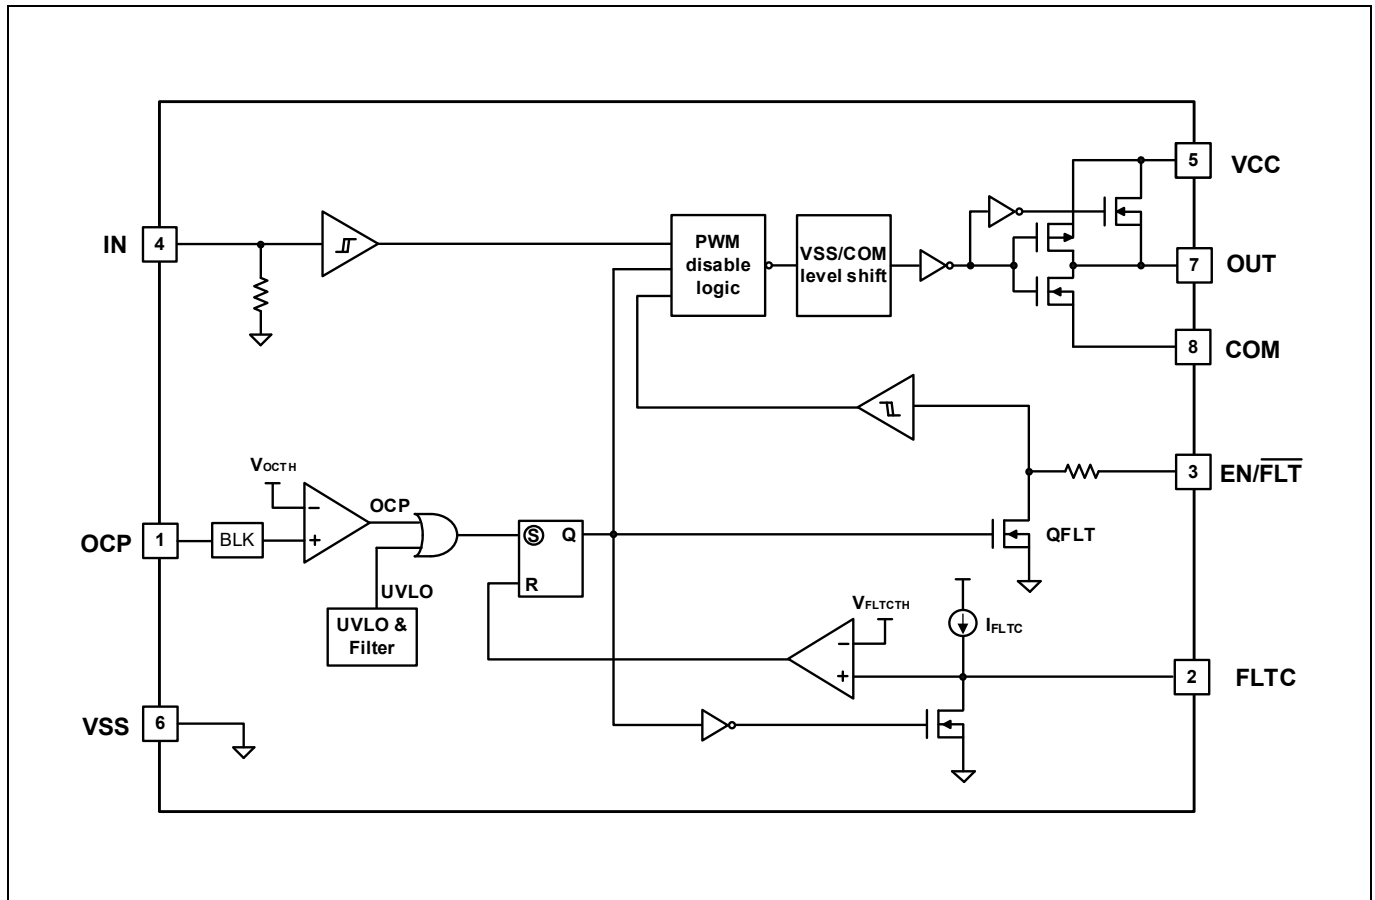 5
VCC
IN
4
PWM
disable
logic
VSS/COM
level shift
7
OUT
8
COM
VOCTH
OCP
3
EN/FLT
OCP
1
BLK
−
+
S
Q
R
QFLT
UVLO
UVLO &
Filter
VFLTCTH
−
+
IFLTC
2
FLTC
VSS
6